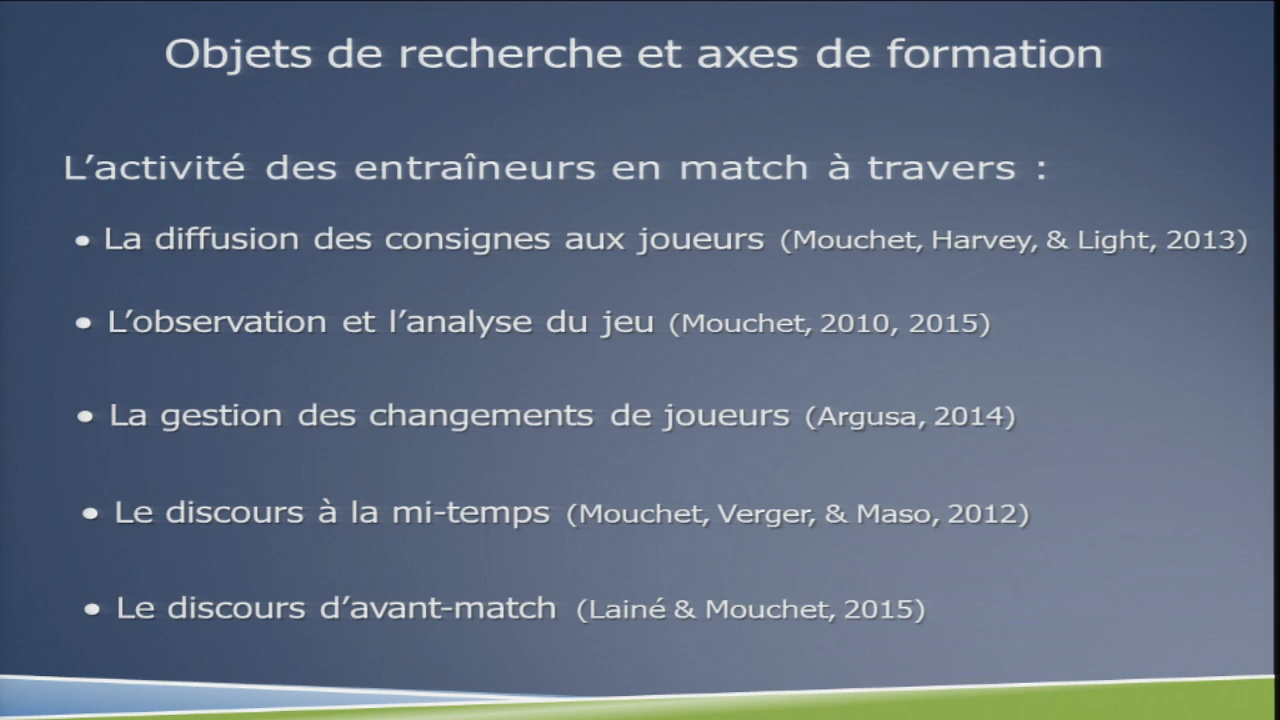 Objets de recherche et axes de formation
L'activité des entraîneurs en match à travers :
• La diffusion des consignes aux joueurs (Mouchet, Harvey, & Light, 2013)
• L'observation et l'analyse du jeu (Mouchet, 2010, 2015)
• La gestion des changements de joueurs (Argusa, 2014)
• Le discours à la mi-temps (Mouchet, Verger, & Maso, 2012)
• Le discours d'avant-match (Lainé & Mouchet, 2015)